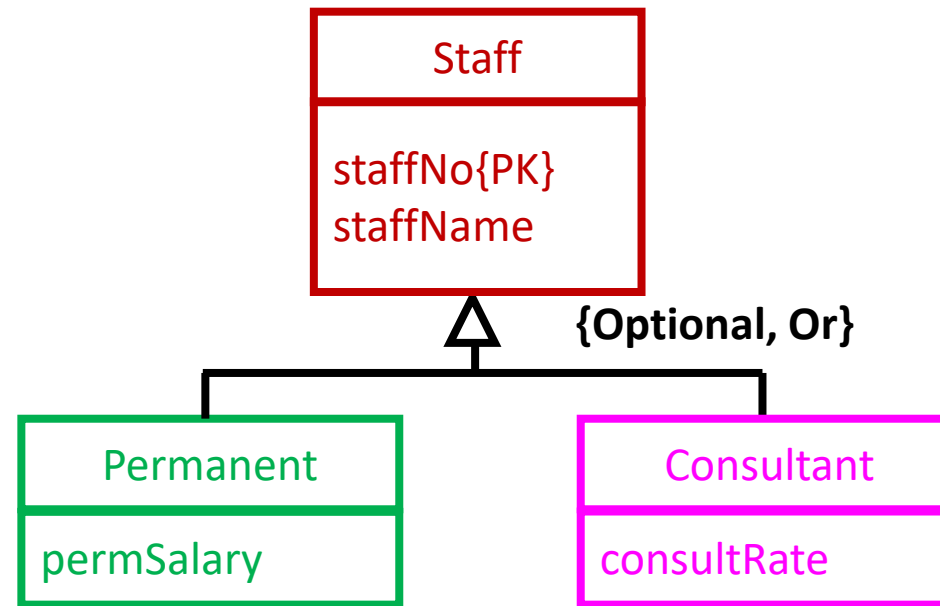 Staff
staffNo{PK}
staffName
{Optional, Or}
Permanent
permSalary
Consultant
consultRate